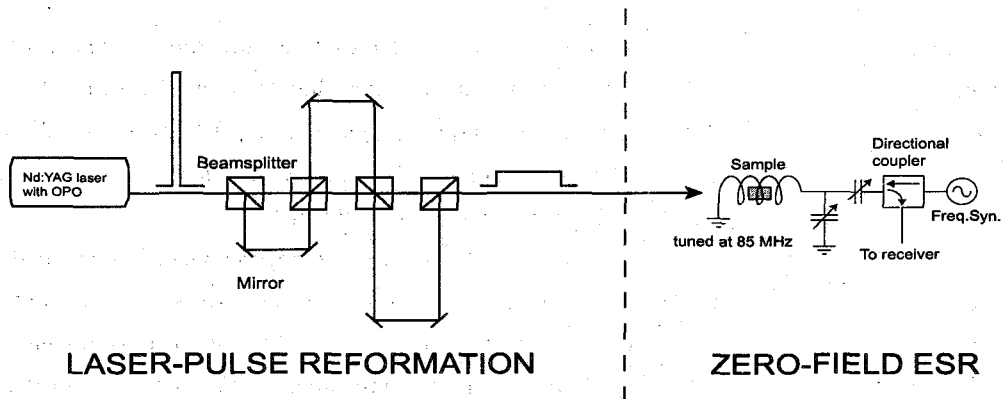 Nd:YAG laser
with OPO
Beamsplitter
Mirror
Sample
tuned at 85 MHz
Directional
coupler
Freq.Syn.
To receiver
LASER-PULSE REFORMATION
ZERO-FIELD ESR